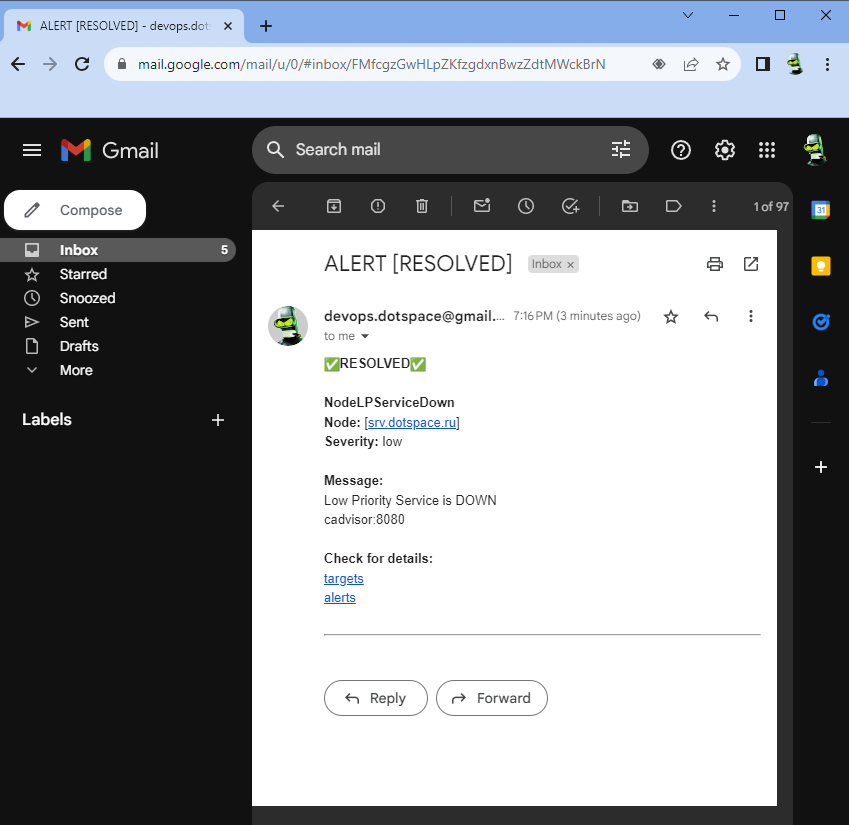 ALERT [RESOLVED] - devops.dots
mail.google.com/mail/u/0/#inbox/FMfcgzGwHLpZKfzgdxnBwzZdtMWckBrN
Gmail
Search mail
Compose
1 of 97
31
Inbox 5
Starred
Snoozed
Sent
Drafts
More
Labels
ALERT [RESOLVED] Inbox ×
devops.dotspace@gmail.... 7:16 PM (3 minutes ago)
to me
✅RESOLVED✅
NodeLPServiceDown
Node: [srv.dotspace.ru]
Severity: low
Message:
Low Priority Service is DOWN
cadvisor:8080
Check for details:
targets
alerts
Reply Forward